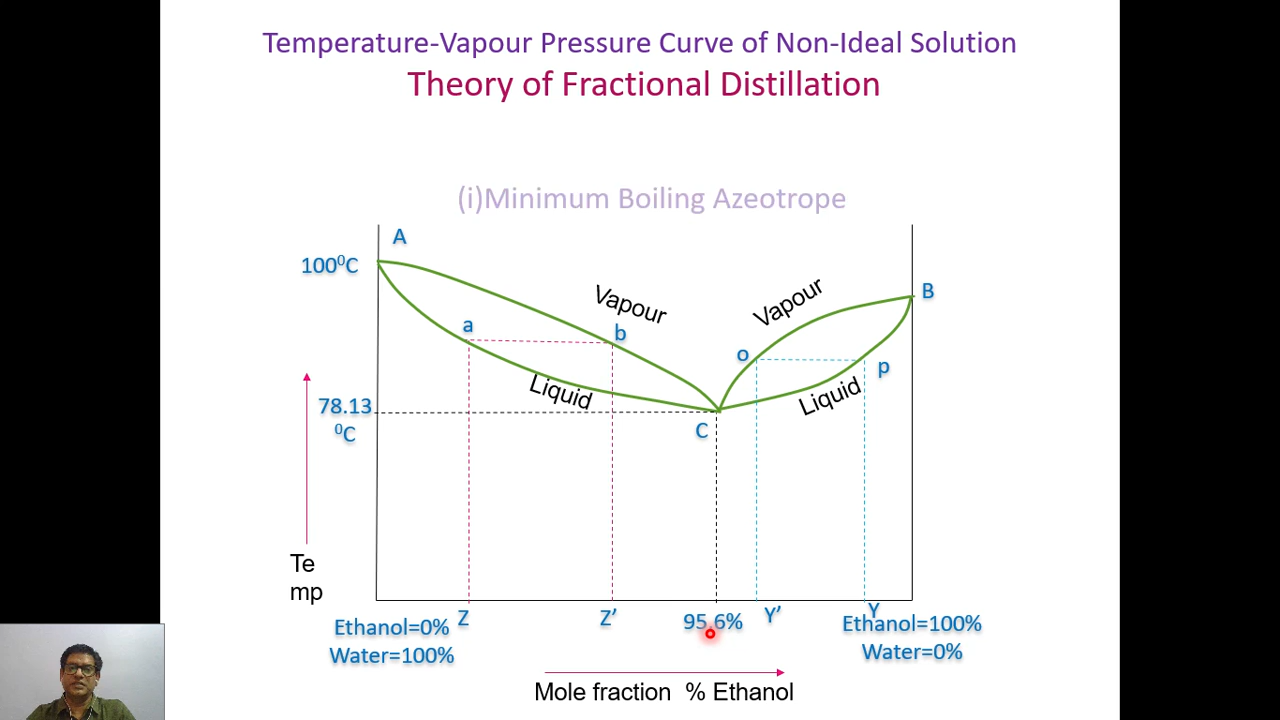 Temperature-Vapour Pressure Curve of Non-Ideal Solution
Theory of Fractional Distillation
(i)Minimum Boiling Azeotrope
A
100⁰C
Vapour
Vapour
B
a
b
o
p
Liquid
Liquid
78.13
⁰C
C
Te
mp
Z
Z’
95.6%
Y’
Y
Ethanol=0%
Water=100%
Ethanol=100%
Water=0%
Mole fraction % Ethanol